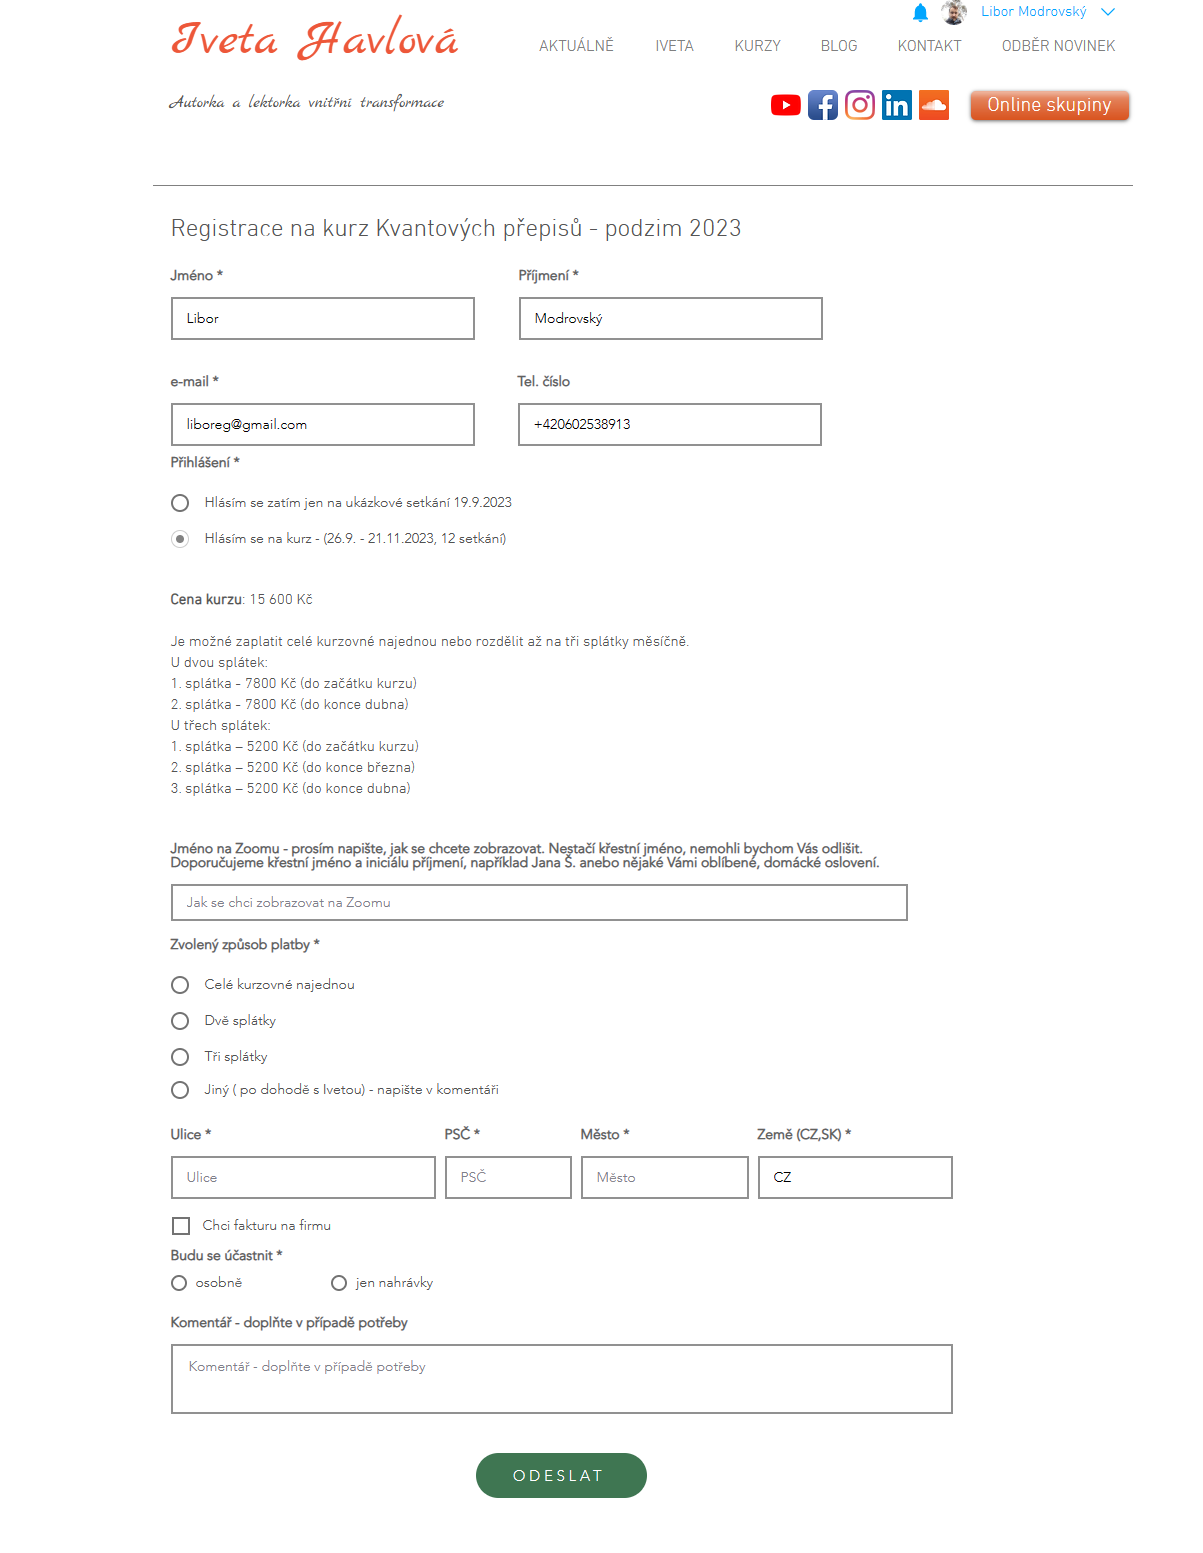 Iveta Havlová
Libor Modrovský
AKTUÁLNĚ IVETA KURZY BLOG KONTAKT ODBĚR NOVINEK
Autorka a lektorka vnitřní transformace
Online skupiny
Registrace na kurz Kvantových přepisů - podzim 2023
Jméno * Příjmení *
Libor Modrovský
e-mail * Tel. číslo
liboreg@gmail.com +420602538913
Přihlášení *
Hlásím se zatím jen na ukázkové setkání 19.9.2023
Hlásím se na kurz - (26.9. - 21.11.2023, 12 setkání)
Cena kurzu: 15 600 Kč
Je možné zaplatit celé kurzovné najednou nebo rozdělit až na tři splátky měsíčně.
U dvou splátek:
1. splátka - 7800 Kč (do začátku kurzu)
2. splátka - 7800 Kč (do konce dubna)
U třech splátek:
1. splátka – 5200 Kč (do začátku kurzu)
2. splátka – 5200 Kč (do konce března)
3. splátka – 5200 Kč (do konce dubna)
Jméno na Zoomu - prosím napište, jak se chcete zobrazovat. Nestačí křestní jméno, nemohli bychom Vás odlišit.
Doporučujeme křestní jméno a iniciálu příjmení, například Jana Š. anebo nějaké Vámi oblíbené, domácké oslovení.
Jak se chci zobrazovat na Zoomu
Zvolený způsob platby *
Celé kurzovné najednou
Dvě splátky
Tři splátky
Jiný ( po dohodě s Ivetou) - napište v komentáři
Ulice * PSČ * Město * Země (CZ,SK) *
Ulice PSČ Město CZ
Chci fakturu na firmu
Budu se účastnit *
osobně jen nahrávky
Komentář - doplňte v případě potřeby
Komentář - doplňte v případě potřeby
ODESLAT